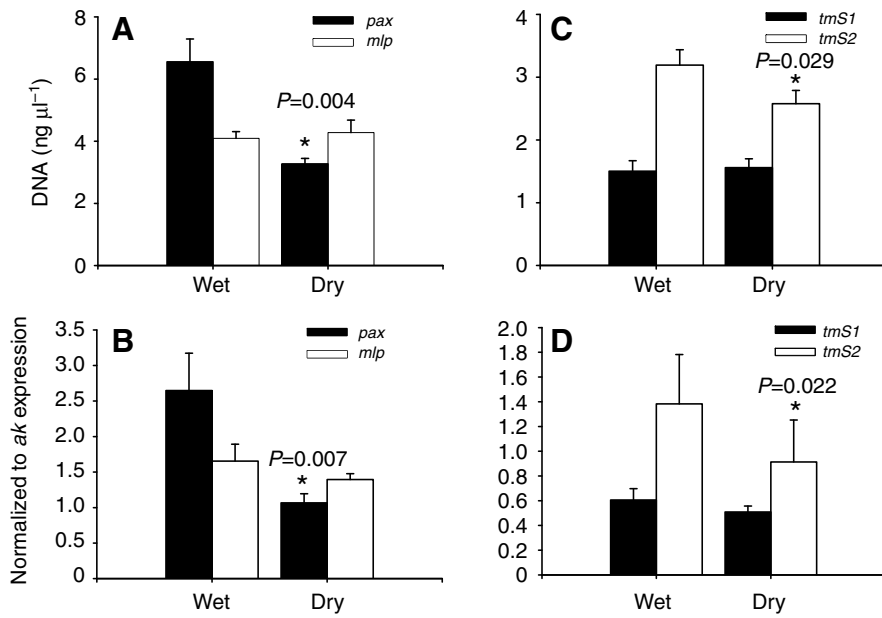 A
pax
mlp
8
6
4
2
0
DNA (ng μl⁻¹)
P=0.004
*
Wet
Dry
C
tmS1
tmS2
4
3
2
1
0
P=0.029
*
Wet
Dry
B
pax
mlp
3.5
3.0
2.5
2.0
1.5
1.0
0.5
0
Normalized to ak expression
P=0.007
*
Wet
Dry
D
tmS1
tmS2
2.0
1.8
1.6
1.4
1.2
1.0
0.8
0.6
0.4
0.2
0
P=0.022
*
Wet
Dry